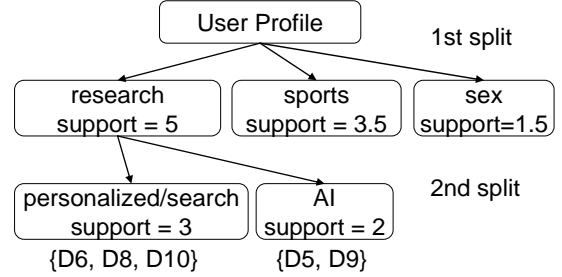 User Profile
1st split
research
support = 5
sports
support = 3.5
sex
support=1.5
2nd split
personalized/search
support = 3
AI
support = 2
{D6, D8, D10}
{D5, D9}